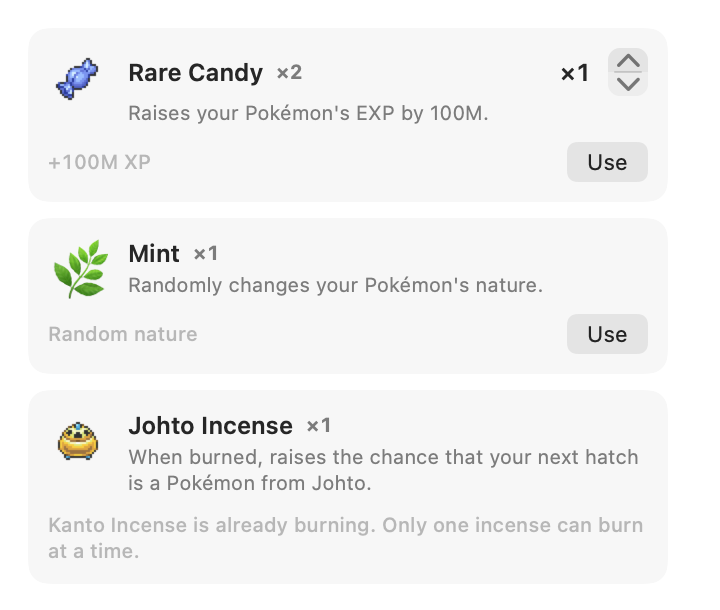 Rare Candy ×2
×1
Raises your Pokémon's EXP by 100M.
+100M XP
Use
Mint ×1
Randomly changes your Pokémon's nature.
Random nature
Use
Johto Incense ×1
When burned, raises the chance that your next hatch
is a Pokémon from Johto.
Kanto Incense is already burning. Only one incense can burn
at a time.